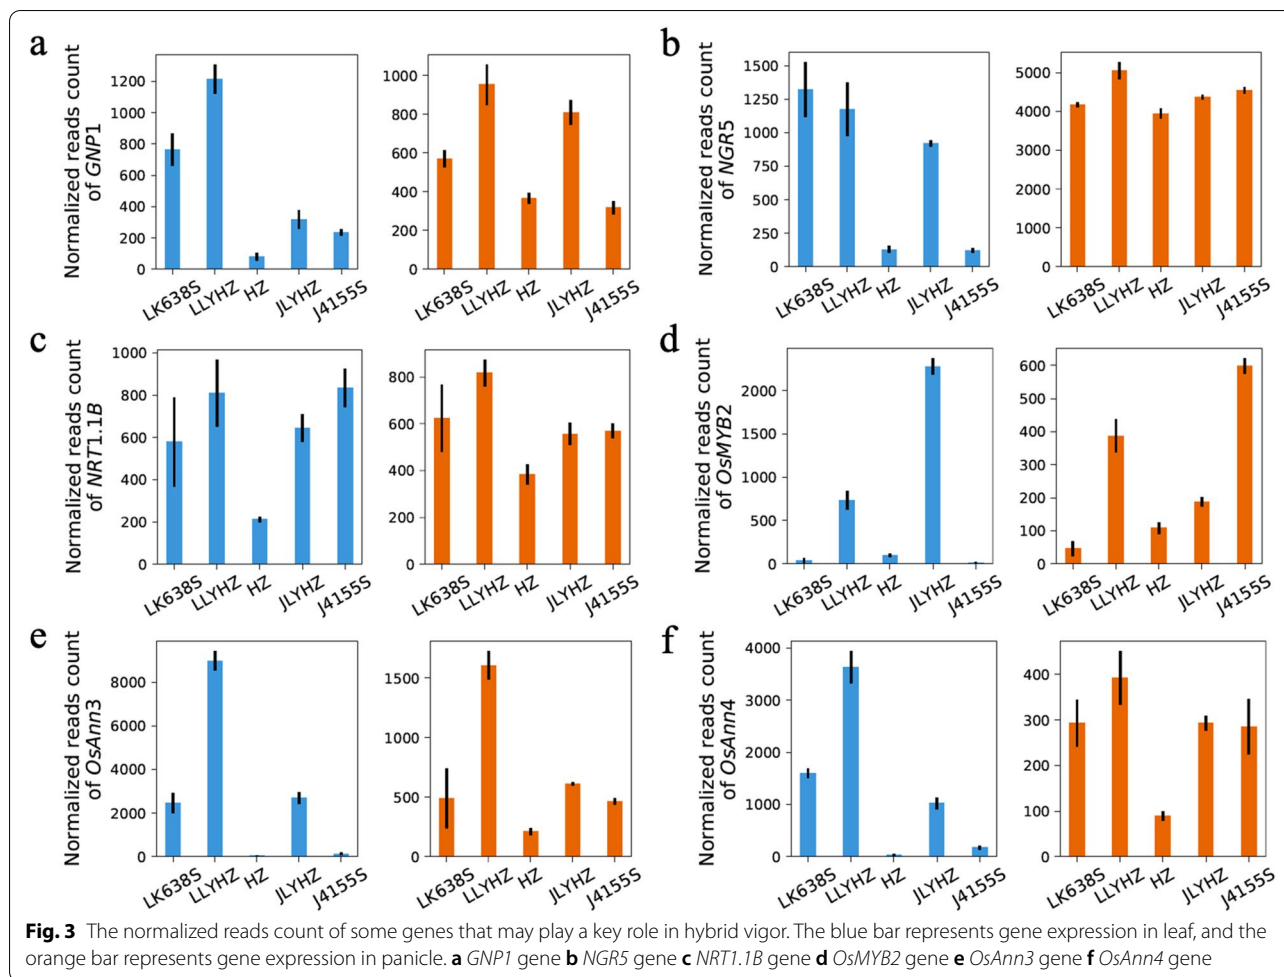 a
Normalized reads count
of GNP1
1200
1000
800
600
400
200
0
LK638S
LLYHZ
HZ
JLYHZ
J4155S
1000
800
600
400
200
0
LK638S
LLYHZ
HZ
JLYHZ
J4155S
b
Normalized reads count
of NGR5
1500
1250
1000
750
500
250
0
LK638S
LLYHZ
HZ
JLYHZ
J4155S
5000
4000
3000
2000
1000
0
LK638S
LLYHZ
HZ
JLYHZ
J4155S
c
Normalized reads count
of NRT1.1B
1000
800
600
400
200
0
LK638S
LLYHZ
HZ
JLYHZ
J4155S
800
600
400
200
0
LK638S
LLYHZ
HZ
JLYHZ
J4155S
d
Normalized reads count
of OsMYB2
2000
1500
1000
500
0
LK638S
LLYHZ
HZ
JLYHZ
J4155S
600
500
400
300
200
100
0
LK638S
LLYHZ
HZ
JLYHZ
J4155S
e
Normalized reads count
of OsAnn3
8000
6000
4000
2000
0
LK638S
LLYHZ
HZ
JLYHZ
J4155S
1500
1000
500
0
LK638S
LLYHZ
HZ
JLYHZ
J4155S
f
Normalized reads count
of OsAnn4
4000
3000
2000
1000
0
LK638S
LLYHZ
HZ
JLYHZ
J4155S
400
300
200
100
0
LK638S
LLYHZ
HZ
JLYHZ
J4155S
Fig. 3 The normalized reads count of some genes that may play a key role in hybrid vigor. The blue bar represents gene expression in leaf, and the
orange bar represents gene expression in panicle. a GNP1 gene b NGR5 gene c NRT1.1B gene d OsMYB2 gene e OsAnn3 gene f OsAnn4 gene